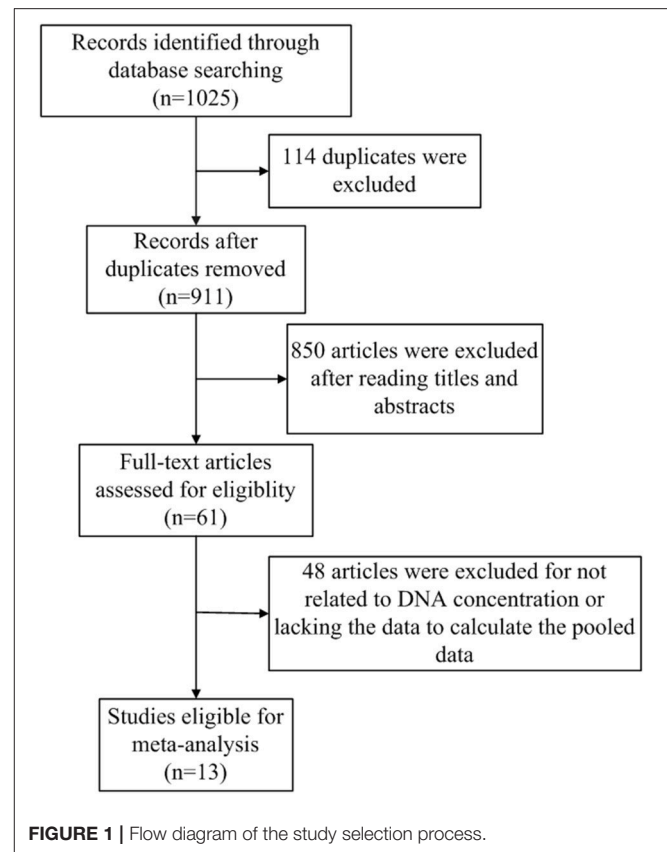 Records identified through
database searching
(n=1025)
114 duplicates were
excluded
Records after
duplicates removed
(n=911)
850 articles were excluded
after reading titles and
abstracts
Full-text articles
assessed for eligiblity
(n=61)
48 articles were excluded for not
related to DNA concentration or
lacking the data to calculate the pooled
data
Studies eligible for
meta-analysis
(n=13)
FIGURE 1 | Flow diagram of the study selection process.